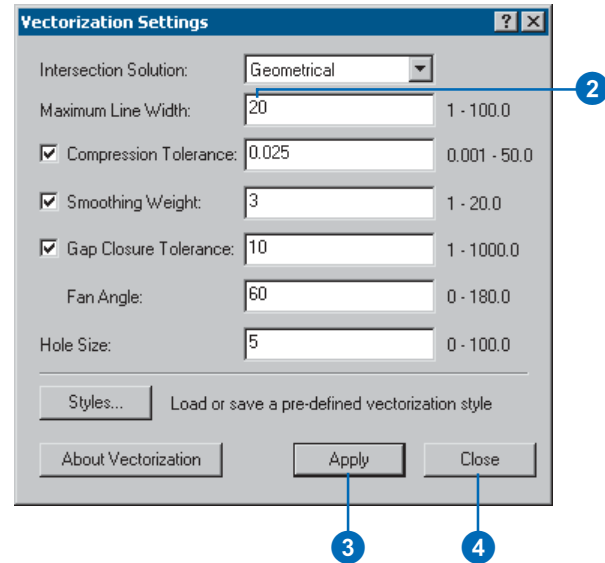 Vectorization Settings ? ×
Intersection Solution: Geometrical
2
Maximum Line Width: 20 1 - 100.0
Compression Tolerance: 0.025 0.001 - 50.0
Smoothing Weight: 3 1 - 20.0
Gap Closure Tolerance: 10 1 - 1000.0
Fan Angle: 60 0 - 180.0
Hole Size: 5 0 - 100.0
Styles... Load or save a pre-defined vectorization style
About Vectorization Apply Close
3 4